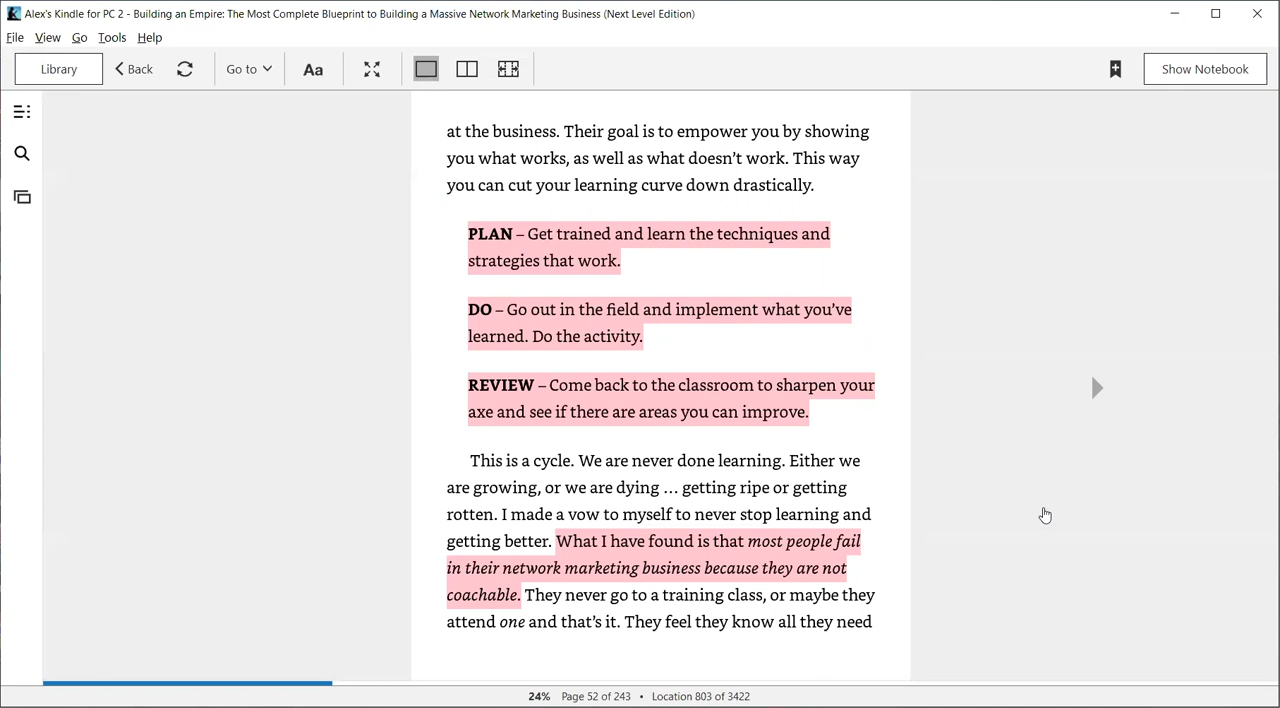 Alex's Kindle for PC 2 - Building an Empire: The Most Complete Blueprint to Building a Massive Network Marketing Business (Next Level Edition)
File View Go Tools Help
Library Back Go to Aa Show Notebook
at the business. Their goal is to empower you by showing
you what works, as well as what doesn’t work. This way
you can cut your learning curve down drastically.
PLAN – Get trained and learn the techniques and
strategies that work.
DO – Go out in the field and implement what you’ve
learned. Do the activity.
REVIEW – Come back to the classroom to sharpen your
axe and see if there are areas you can improve.
This is a cycle. We are never done learning. Either we
are growing, or we are dying … getting ripe or getting
rotten. I made a vow to myself to never stop learning and
getting better. What I have found is that most people fail
in their network marketing business because they are not
coachable. They never go to a training class, or maybe they
attend one and that’s it. They feel they know all they need
24% Page 52 of 243 • Location 803 of 3422